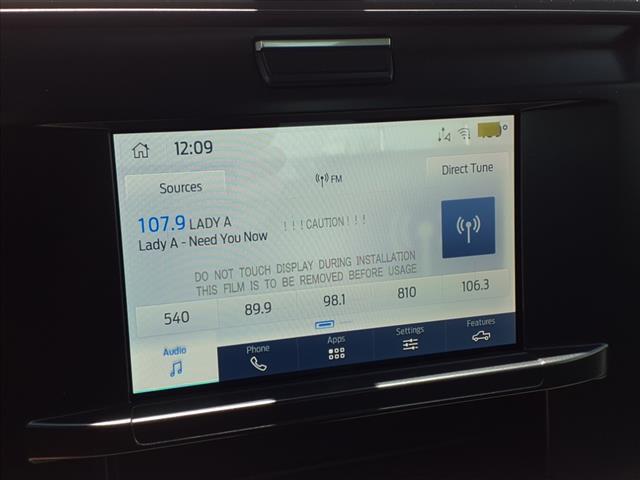 12:09
Sources
FM
Direct Tune
107.9 LADY A
!!!CAUTION!!!
Lady A - Need You Now
DO NOT TOUCH DISPLAY DURING INSTALLATION
THIS FILM IS TO BE REMOVED BEFORE USAGE
540
89.9
98.1
810
106.3
Audio
Phone
Apps
Settings
Features